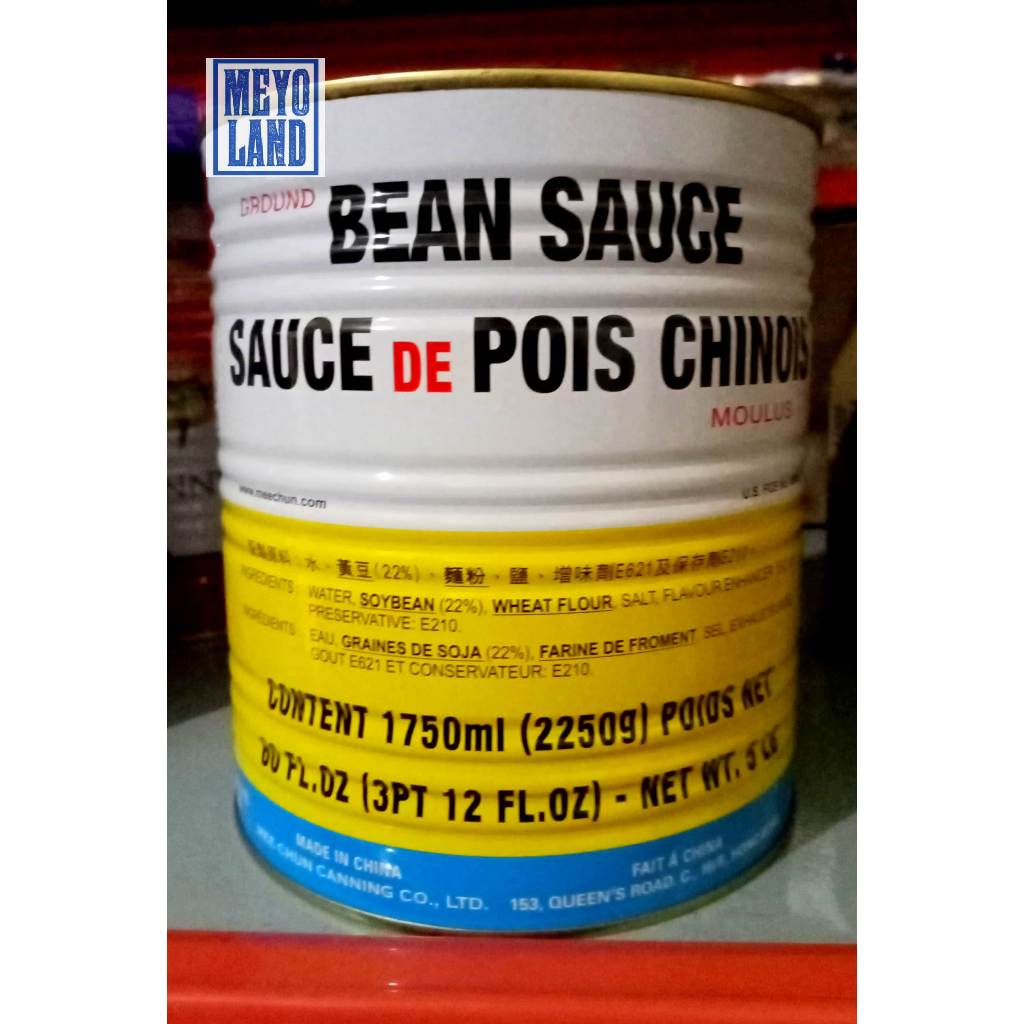 MEYO
LAND
GROUND BEAN SAUCE
SAUCE DE POIS CHINOIS
MOULUS
www.meechun.com
U.S. FCE No.
水、黃豆(22%)、麵粉、鹽、增味劑E621及保存劑E210。
INGREDIENTS: WATER, SOYBEAN (22%), WHEAT FLOUR, SALT, FLAVOUR ENHANCER
PRESERVATIVE: E210.
INGREDIENTS: EAU, GRAINES DE SOJA (22%), FARINE DE FROMENT, SEL,
GOUT E621 ET CONSERVATEUR: E210.
CONTENT 1750ml (2250g) POIDS NET
60 FL.OZ (3PT 12 FL.OZ) - NET WT. 5
MADE IN CHINA
FAIT À CHINA
MEE CHUN CANNING CO., LTD. 153, QUEEN'S ROAD, C.,